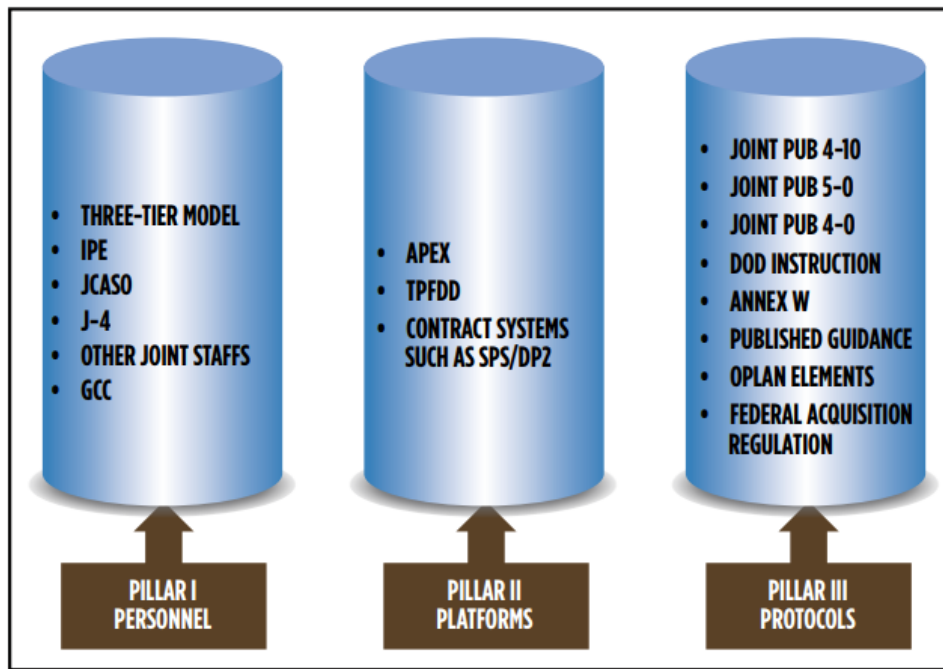 • THREE-TIER MODEL
• IPE
• JCASO
• J-4
• OTHER JOINT STAFFS
• GCC
PILLAR I
PERSONNEL
• APEX
• TPFDD
• CONTRACT SYSTEMS
SUCH AS SPS/DP2
PILLAR II
PLATFORMS
• JOINT PUB 4-10
• JOINT PUB 5-0
• JOINT PUB 4-0
• DOD INSTRUCTION
• ANNEX W
• PUBLISHED GUIDANCE
• OPLAN ELEMENTS
• FEDERAL ACQUISITION
REGULATION
PILLAR III
PROTOCOLS